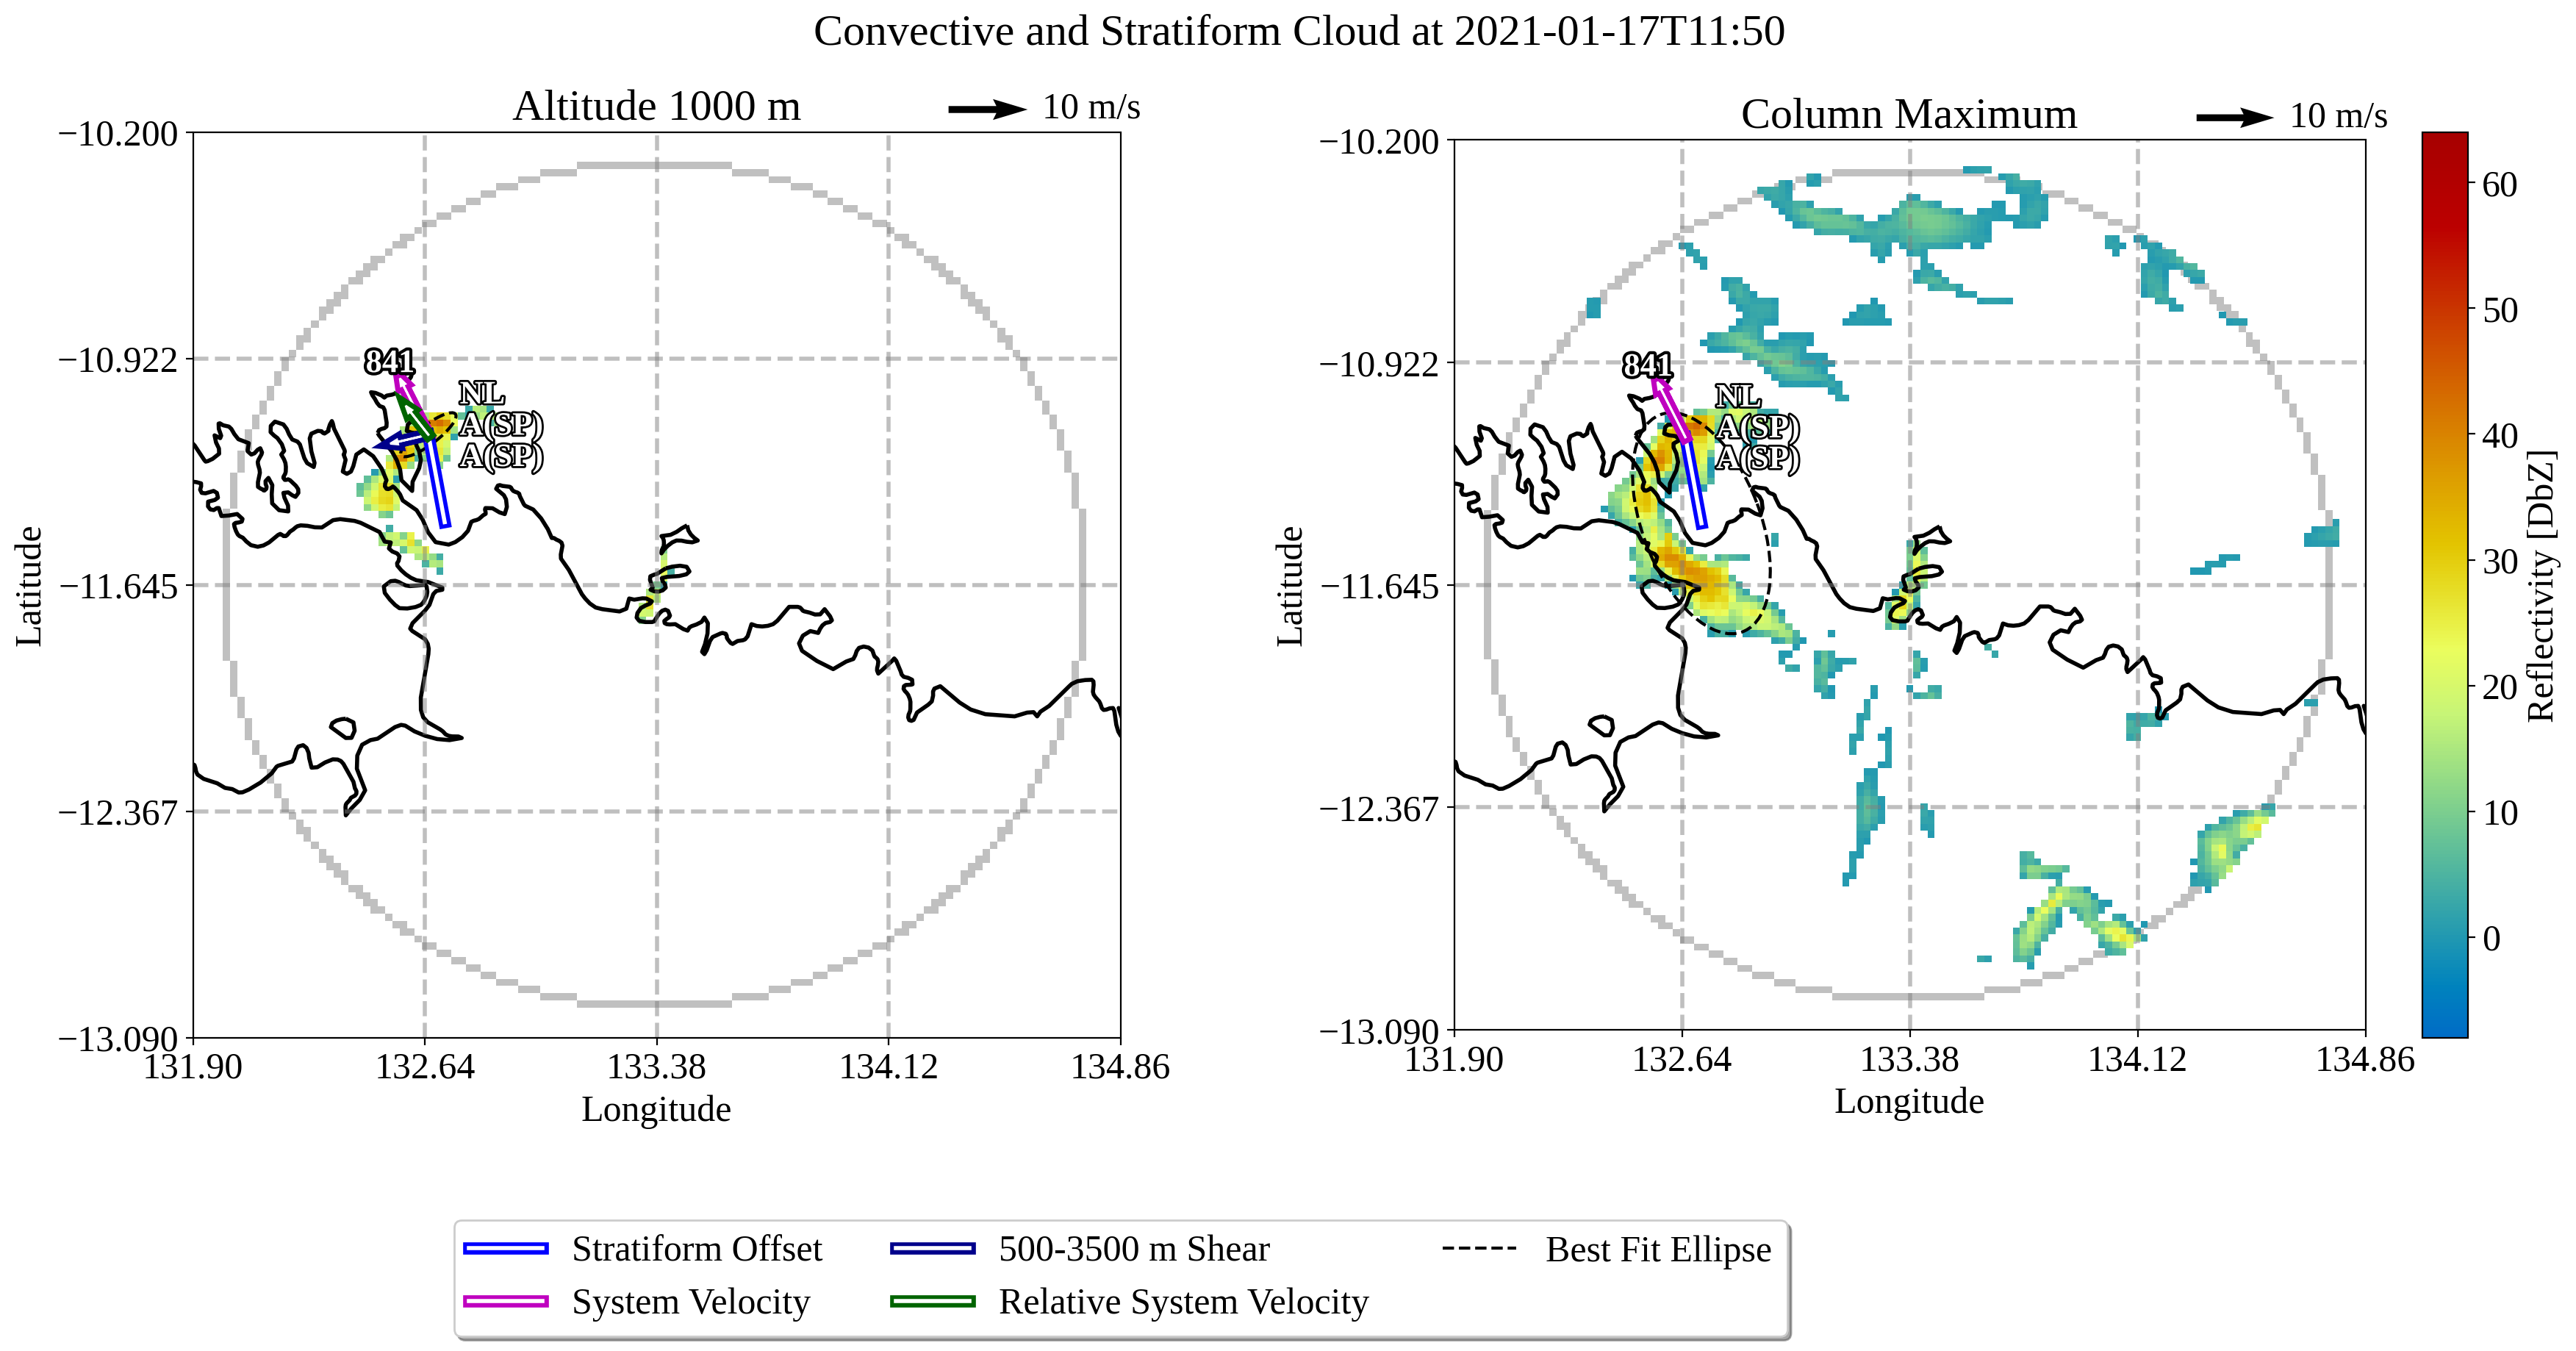 Convective and Stratiform Cloud at 2021-01-17T11:50
Altitude 1000 m
10 m/s
−10.200
−10.922
−11.645
−12.367
−13.090
131.90
132.64
133.38
134.12
134.86
Longitude
Latitude
841
NL
A(SP)
A(SP)
Column Maximum
10 m/s
−10.200
−10.922
−11.645
−12.367
−13.090
131.90
132.64
133.38
134.12
134.86
Longitude
Latitude
841
NL
A(SP)
A(SP)
60
50
40
30
20
10
0
Reflectivity [DbZ]
Stratiform Offset
System Velocity
500-3500 m Shear
Relative System Velocity
Best Fit Ellipse